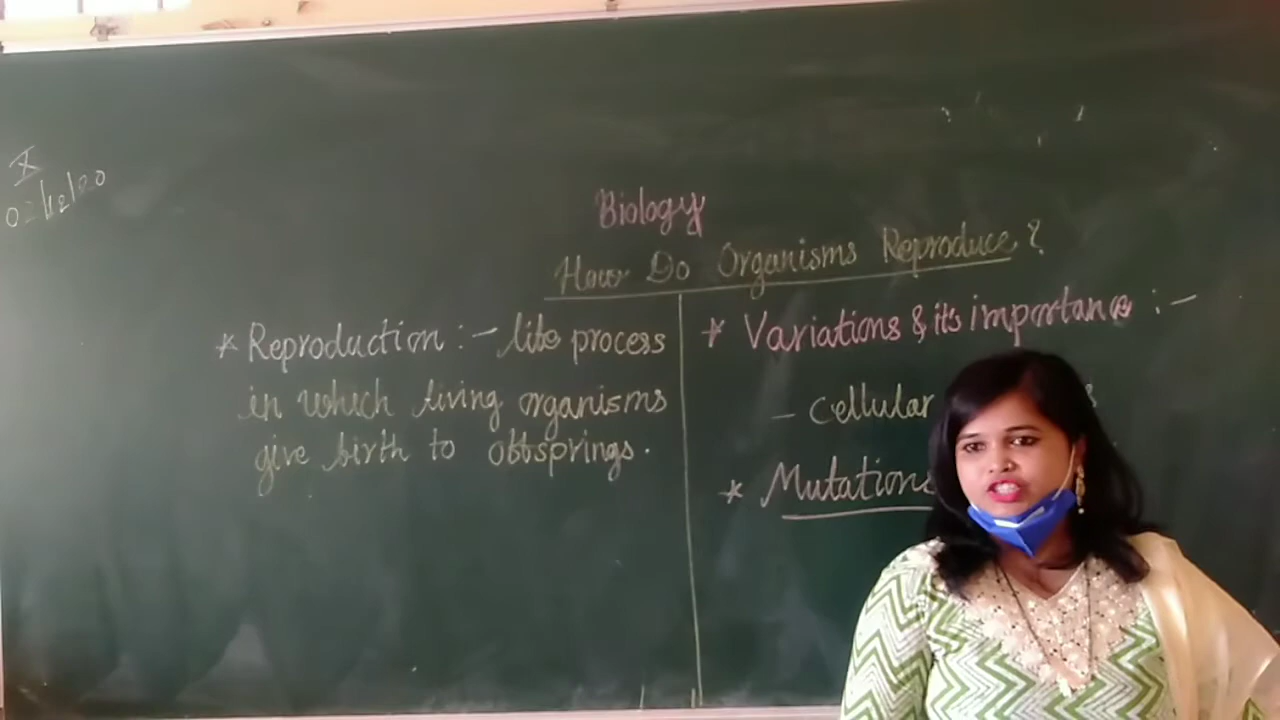 X
02/12/20
Biology
How Do Organisms Reproduce?
* Reproduction :- life process
in which living organisms
give birth to offsprings.
* Variations & its importance :-
- Cellular
* Mutations